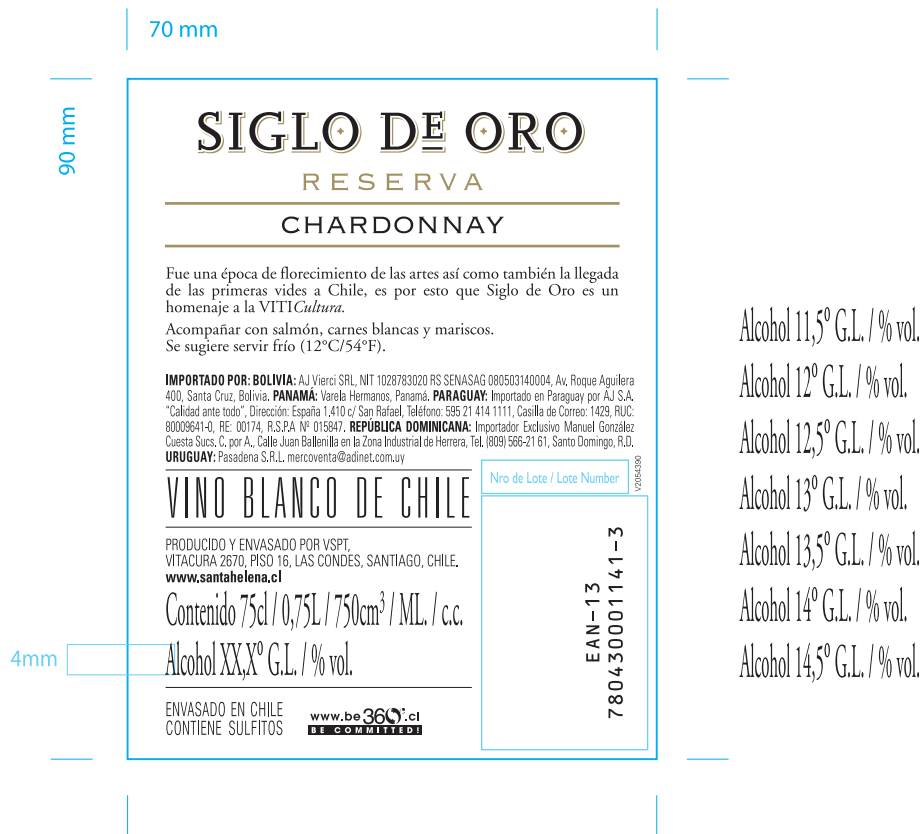 70 mm
90 mm
SIGLO DE ORO
RESERVA
CHARDONNAY
Fue una época de florecimiento de las artes así como también la llegada
de las primeras vides a Chile, es por esto que Siglo de Oro es un
homenaje a la VITICultura.
Acompañar con salmón, carnes blancas y mariscos.
Se sugiere servir frío (12°C/54°F).
IMPORTADO POR: BOLIVIA: AJ Vierci SRL, NIT 1028783020 RS SENASAG 080503140004, Av. Roque Aguilera
400, Santa Cruz, Bolivia. PANAMÁ: Varela Hermanos, Panamá. PARAGUAY: Importado en Paraguay por AJ S.A.
“Calidad ante todo”, Dirección: España 1.410 c/ San Rafael, Teléfono: 595 21 414 1111, Casilla de Correo: 1429, RUC:
80009641-0, RE: 00174, R.S.P.A Nº 015847. REPÚBLICA DOMINICANA: Importador Exclusivo Manuel González
Cuesta Sucs. C. por A., Calle Juan Ballenilla en la Zona Industrial de Herrera, Tel. (809) 566-21 61, Santo Domingo, R.D.
URUGUAY: Pasadena S.R.L. mercoventa@adinet.com.uy
Nro de Lote / Lote Number
V2054390
VINO BLANCO DE CHILE
PRODUCIDO Y ENVASADO POR VSPT,
VITACURA 2670, PISO 16, LAS CONDES, SANTIAGO, CHILE.
www.santahelena.cl
Contenido 75cl / 0,75L / 750cm³ / ML. / c.c.
4mm
Alcohol XX,Xº G.L. / % vol.
ENVASADO EN CHILE
CONTIENE SULFITOS
www.be360°.cl
BE COMMITTED!
EAN-13
7804300001141-3
Alcohol 11,5º G.L. / % vol.
Alcohol 12º G.L. / % vol.
Alcohol 12,5º G.L. / % vol.
Alcohol 13º G.L. / % vol.
Alcohol 13,5º G.L. / % vol.
Alcohol 14º G.L. / % vol.
Alcohol 14,5º G.L. / % vol.